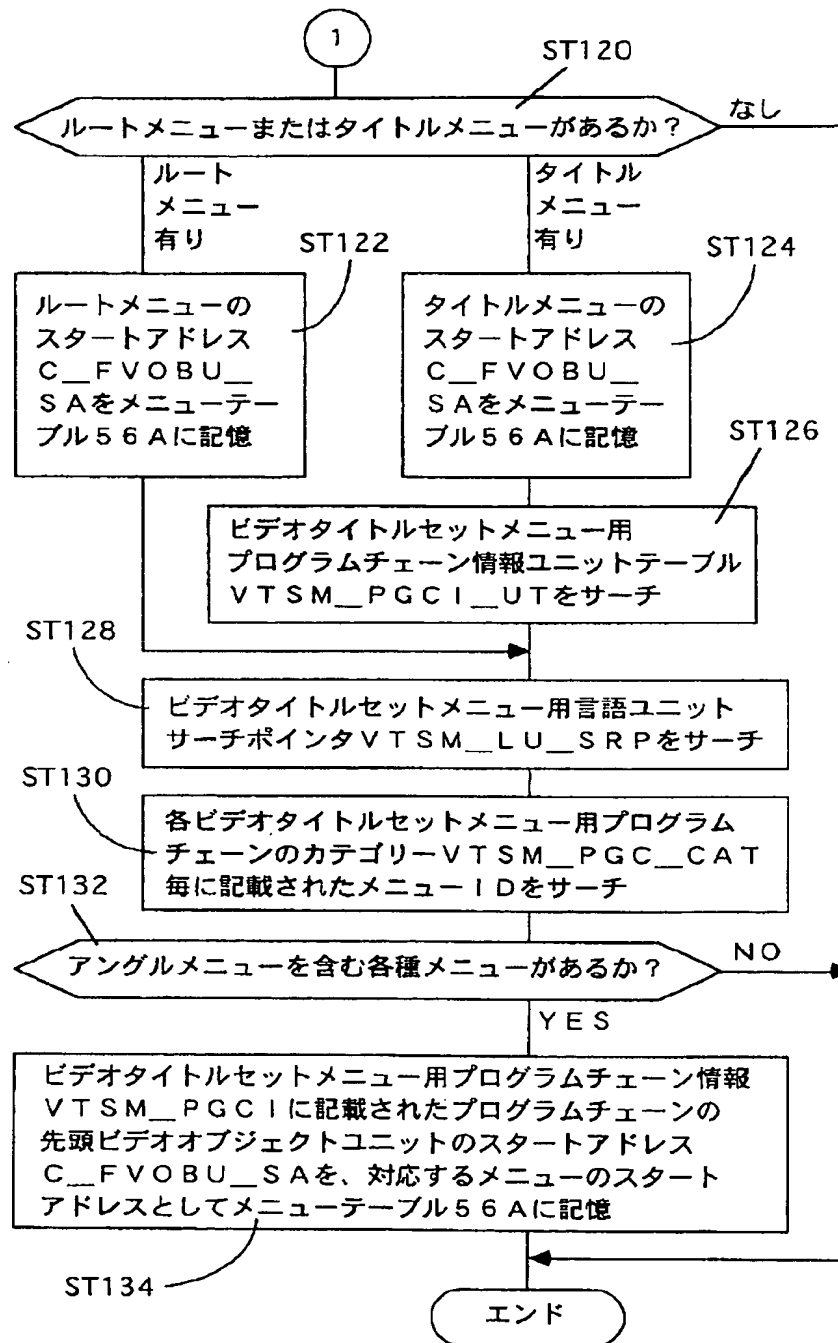 1
ST120
ルートメニューまたはタイトルメニューがあるか？
なし
ルート
メニュー
有り
タイトル
メニュー
有り
ST122
ST124
ルートメニューの
スタートアドレス
Ｃ＿ＦＶＯＢＵ＿
ＳＡをメニューテー
ブル５６Ａに記憶
タイトルメニューの
スタートアドレス
Ｃ＿ＦＶＯＢＵ＿
ＳＡをメニューテー
ブル５６Ａに記憶
ST126
ビデオタイトルセットメニュー用
プログラムチェーン情報ユニットテーブル
ＶＴＳＭ＿ＰＧＣＩ＿ＵＴをサーチ
ST128
ビデオタイトルセットメニュー用言語ユニット
サーチポインタＶＴＳＭ＿ＬＵ＿ＳＲＰをサーチ
ST130
各ビデオタイトルセットメニュー用プログラム
チェーンのカテゴリーＶＴＳＭ＿ＰＧＣ＿ＣＡＴ
毎に記載されたメニューＩＤをサーチ
ST132
アングルメニューを含む各種メニューがあるか？
ＮＯ
ＹＥＳ
ビデオタイトルセットメニュー用プログラムチェーン情報
ＶＴＳＭ＿ＰＧＣＩに記載されたプログラムチェーンの
先頭ビデオオブジェクトユニットのスタートアドレス
Ｃ＿ＦＶＯＢＵ＿ＳＡを、対応するメニューのスタート
アドレスとしてメニューテーブル５６Ａに記憶
ST134
エンド